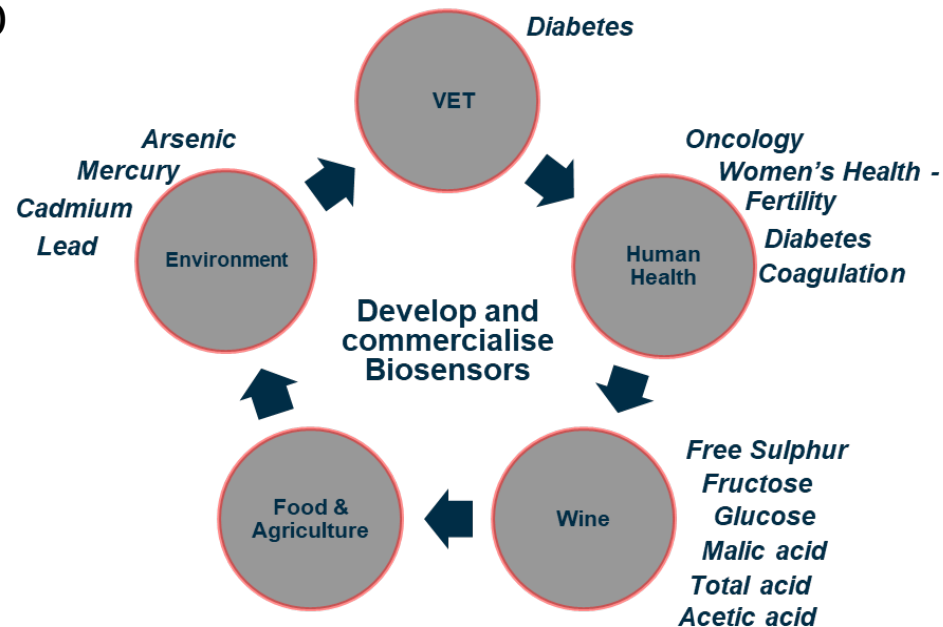 Diabetes
VET
Arsenic
Mercury
Cadmium
Lead
Environment
Oncology
Women’s Health -
Fertility
Diabetes
Coagulation
Human
Health
Develop and
commercialise
Biosensors
Food &
Agriculture
Wine
Free Sulphur
Fructose
Glucose
Malic acid
Total acid
Acetic acid